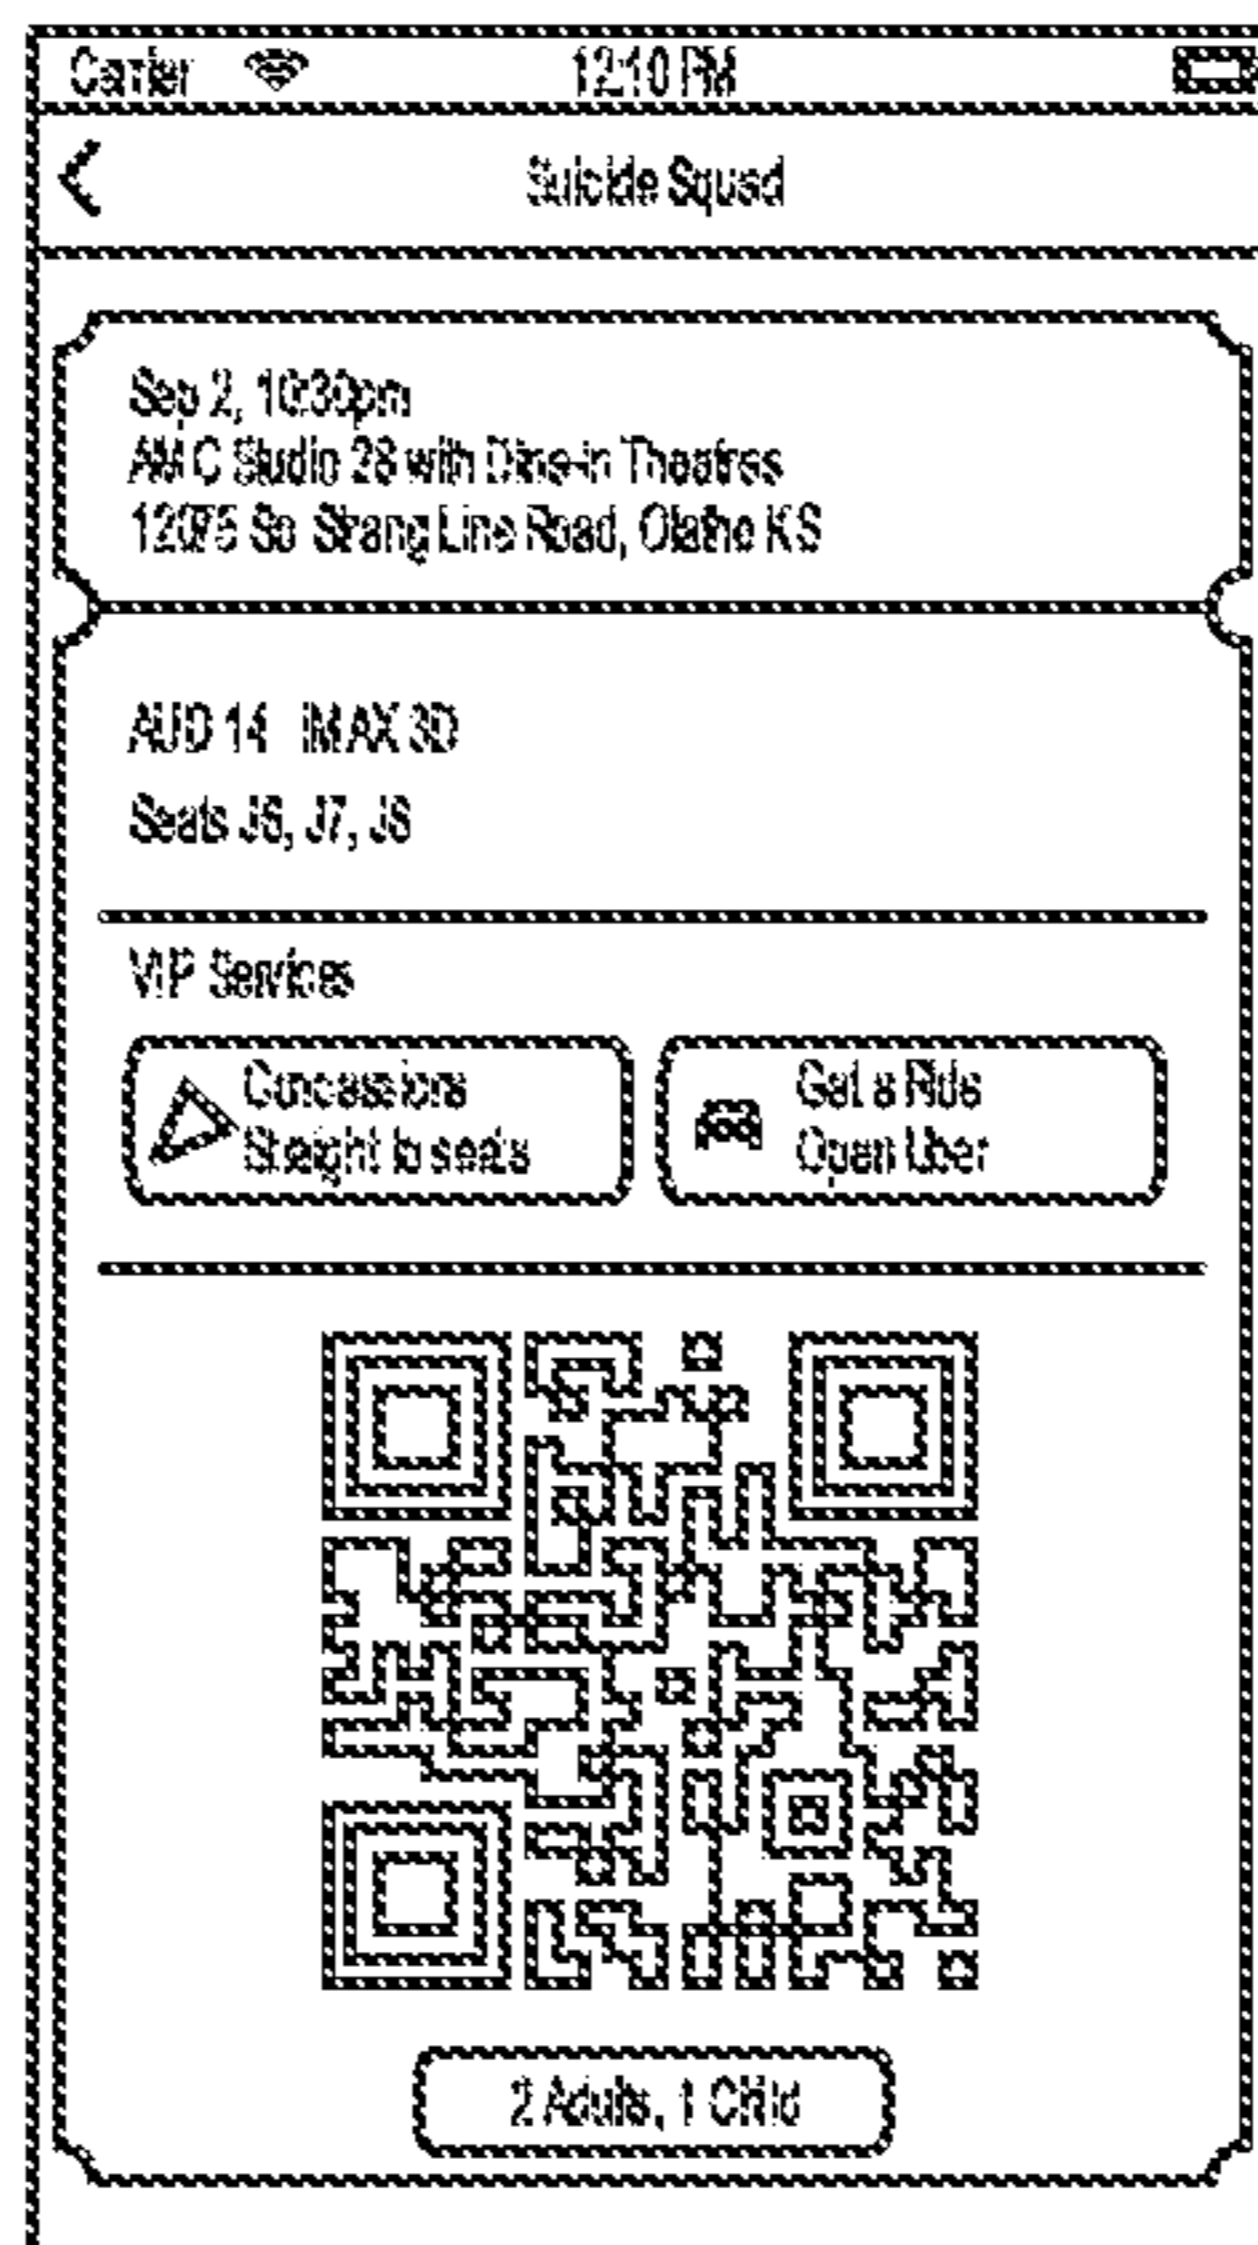 Carrier 12:10 PM
Suicide Squad
Sep 2, 10:30pm
AMC Studio 28 with Dine-in Theatres
12075 So Strang Line Road, Olathe KS
AUD 14 IMAX 3D
Seats J6, J7, J8
VIP Services
Concessions
Straight to seats
Get a Ride
Open Uber
2 Adults, 1 Child